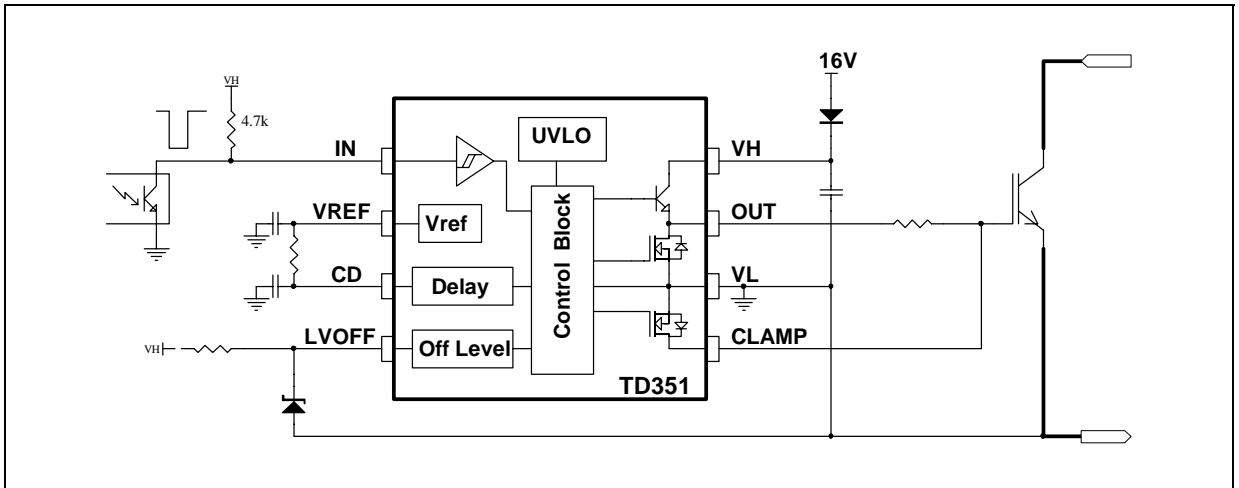 16V
VH
4.7k
UVLO
IN
VH
VREF
Vref
Control Block
OUT
CD
Delay
VL
LVOFF
Off Level
CLAMP
VH
TD351